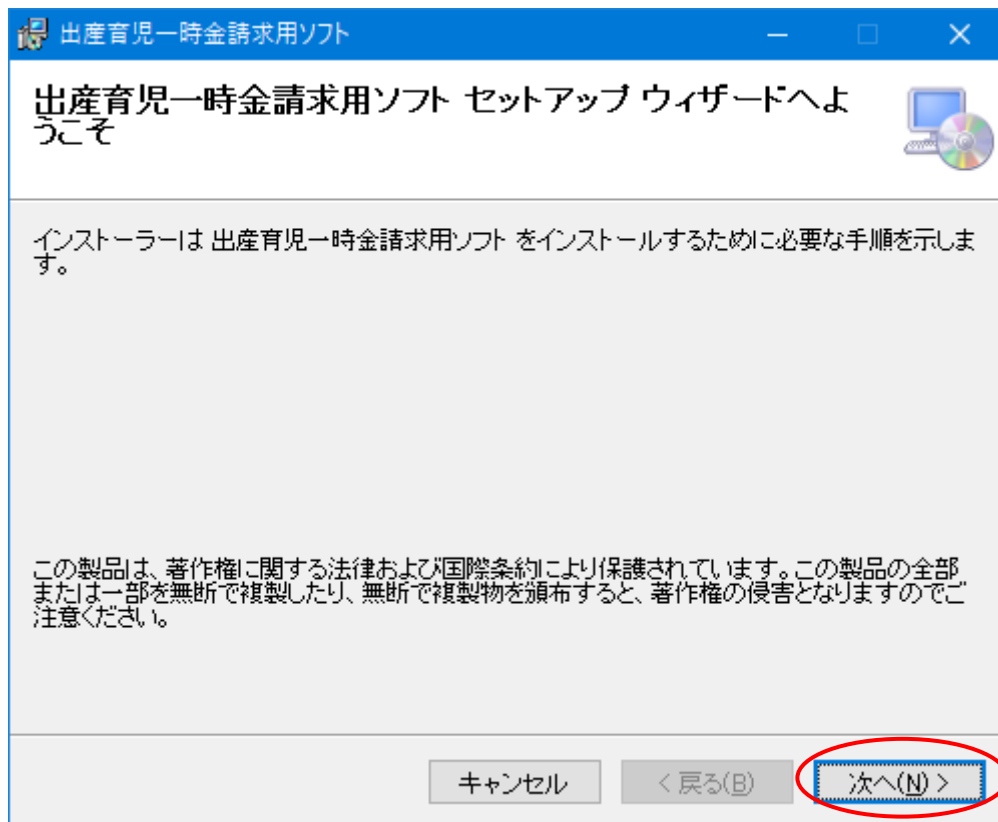 出産育児一時金請求用ソフト
出産育児一時金請求用ソフト セットアップ ウィザードへよ
うこそ
インストーラーは 出産育児一時金請求用ソフト をインストールするために必要な手順を示しま
す。
この製品は、著作権に関する法律および国際条約により保護されています。この製品の全部
または一部を無断で複製したり、無断で複製物を頒布すると、著作権の侵害となりますのでご
注意ください。
キャンセル
< 戻る(B)
次へ(N) >